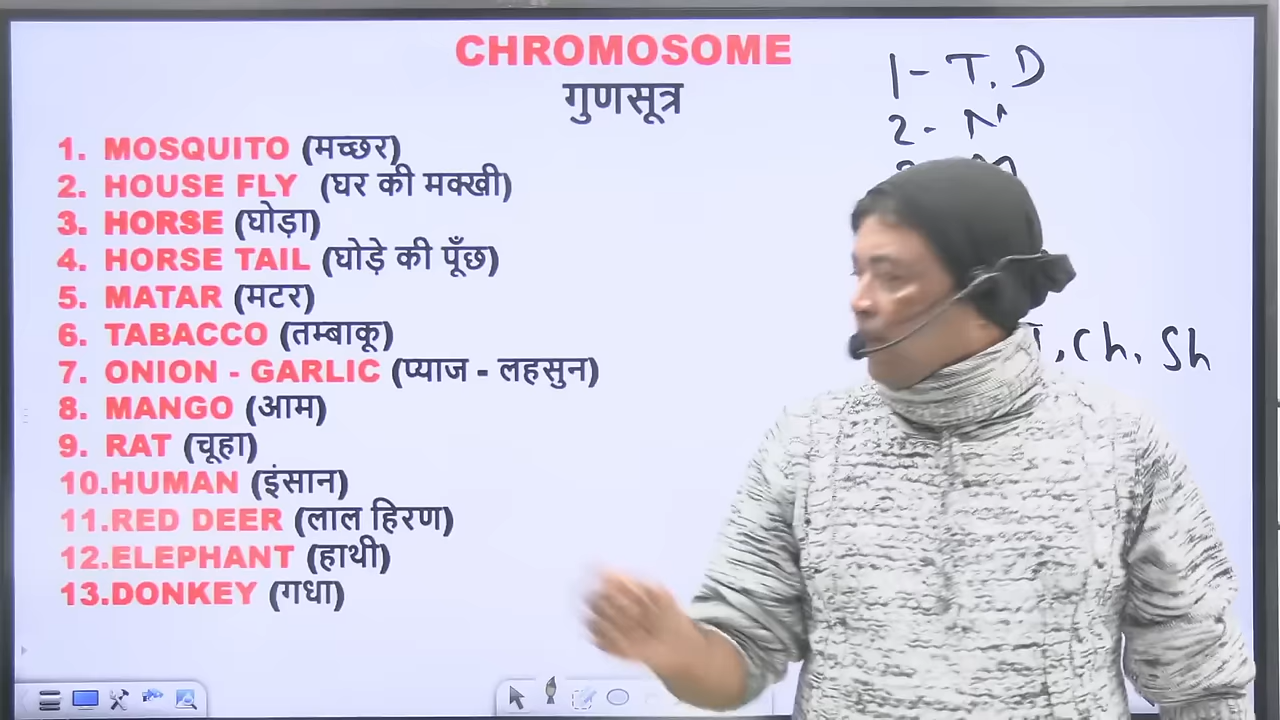 CHROMOSOME
गुणसूत्र
1. MOSQUITO (मच्छर)
2. HOUSE FLY (घर की मक्खी)
3. HORSE (घोड़ा)
4. HORSE TAIL (घोड़े की पूँछ)
5. MATAR (मटर)
6. TABACCO (तम्बाकू)
7. ONION - GARLIC (प्याज - लहसुन)
8. MANGO (आम)
9. RAT (चूहा)
10.HUMAN (इंसान)
11.RED DEER (लाल हिरण)
12.ELEPHANT (हाथी)
13.DONKEY (गधा)
1- T.D
2- M
, Ch, Sh